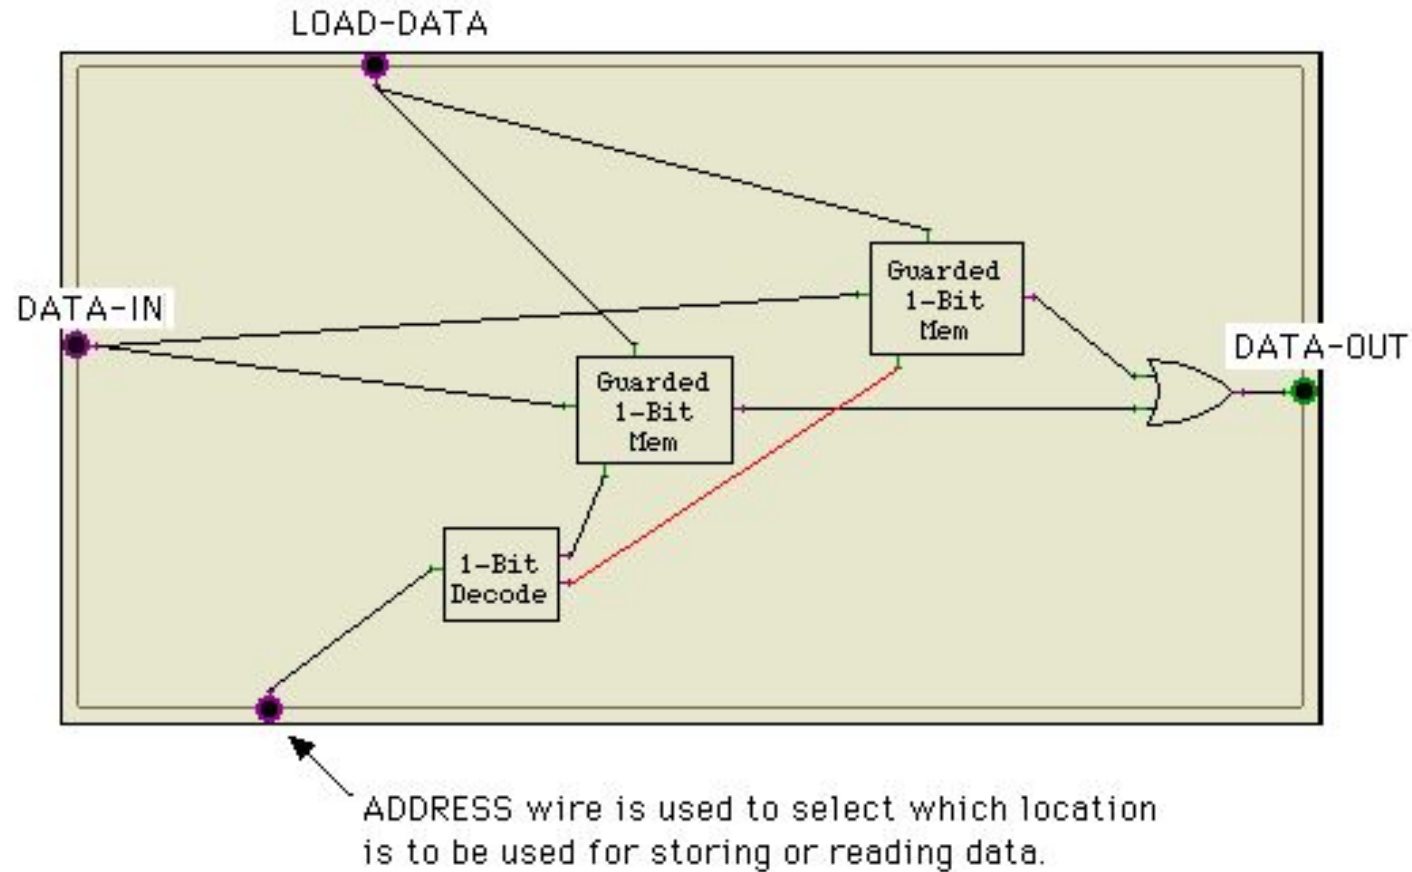 LOAD-DATA
Guarded
1-Bit
Mem
DATA-IN
DATA-OUT
Guarded
1-Bit
Mem
1-Bit
Decode
ADDRESS wire is used to select which location
is to be used for storing or reading data.